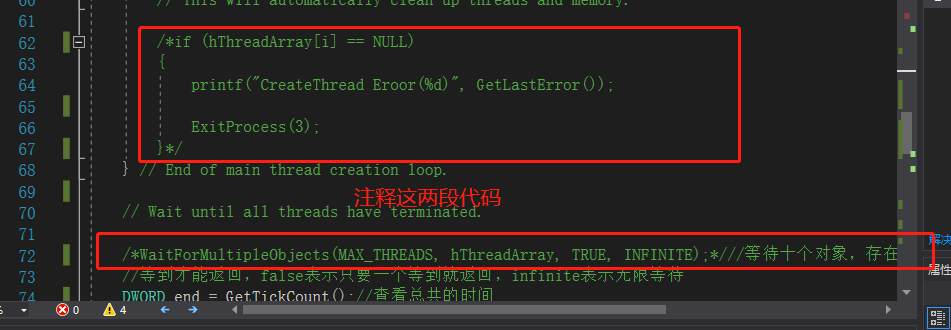 60 // This will automatically clean up threads and memory.
61
62 /*if (hThreadArray[i] == NULL)
63 {
64 printf("CreateThread Eroor(%d)", GetLastError());
65
66 ExitProcess(3);
67 }*/
68 } // End of main thread creation loop.
69
注释这两段代码
70 // Wait until all threads have terminated.
71
72 /*WaitForMultipleObjects(MAX_THREADS, hThreadArray, TRUE, INFINITE);*///等待十个对象，存在
73 //等到才能返回，false表示只要一个等到就返回，infinite表示无限等待
74 DWORD end = GetTickCount();//查看总共的时间
% 0 4
解决
属性